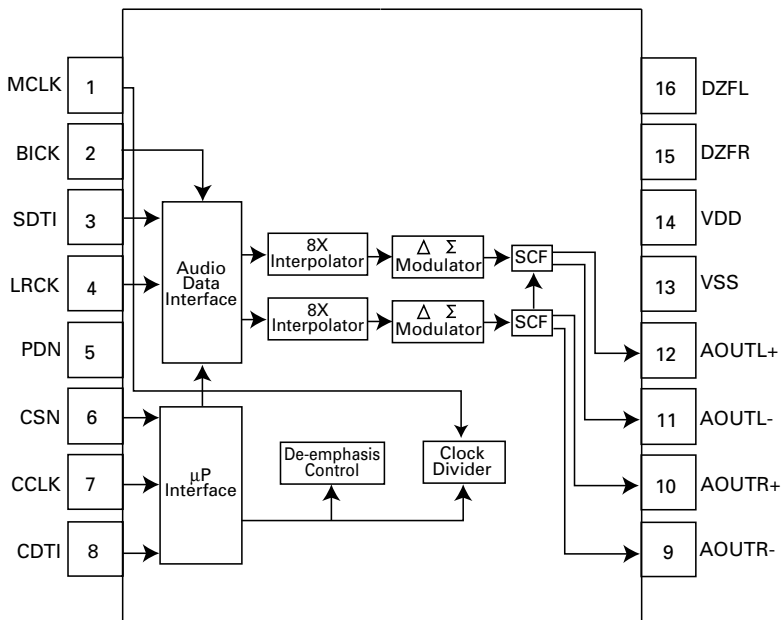 MCLK 1
BICK 2
SDTI 3
LRCK 4
PDN 5
CSN 6
CCLK 7
CDTI 8
Audio
Data
Interface
µP
Interface
8X
Interpolator
Δ Σ
Modulator
SCF
8X
Interpolator
Δ Σ
Modulator
SCF
De-emphasis
Control
Clock
Divider
16 DZFL
15 DZFR
14 VDD
13 VSS
12 AOUTL+
11 AOUTL-
10 AOUTR+
9 AOUTR-